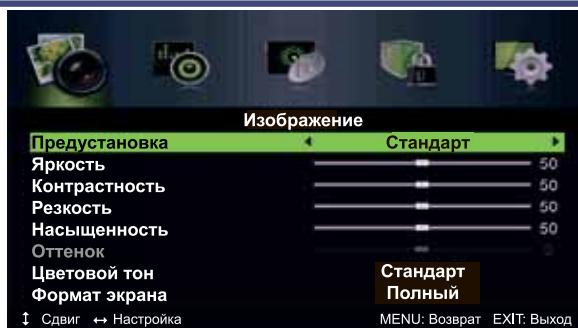 Изображение
Предустановка Стандарт
Яркость 50
Контрастность 50
Резкость 50
Насыщенность 50
Оттенок
Цветовой тон Стандарт
Формат экрана Полный
↕ Сдвиг ↔ Настройка MENU: Возврат EXIT: Выход